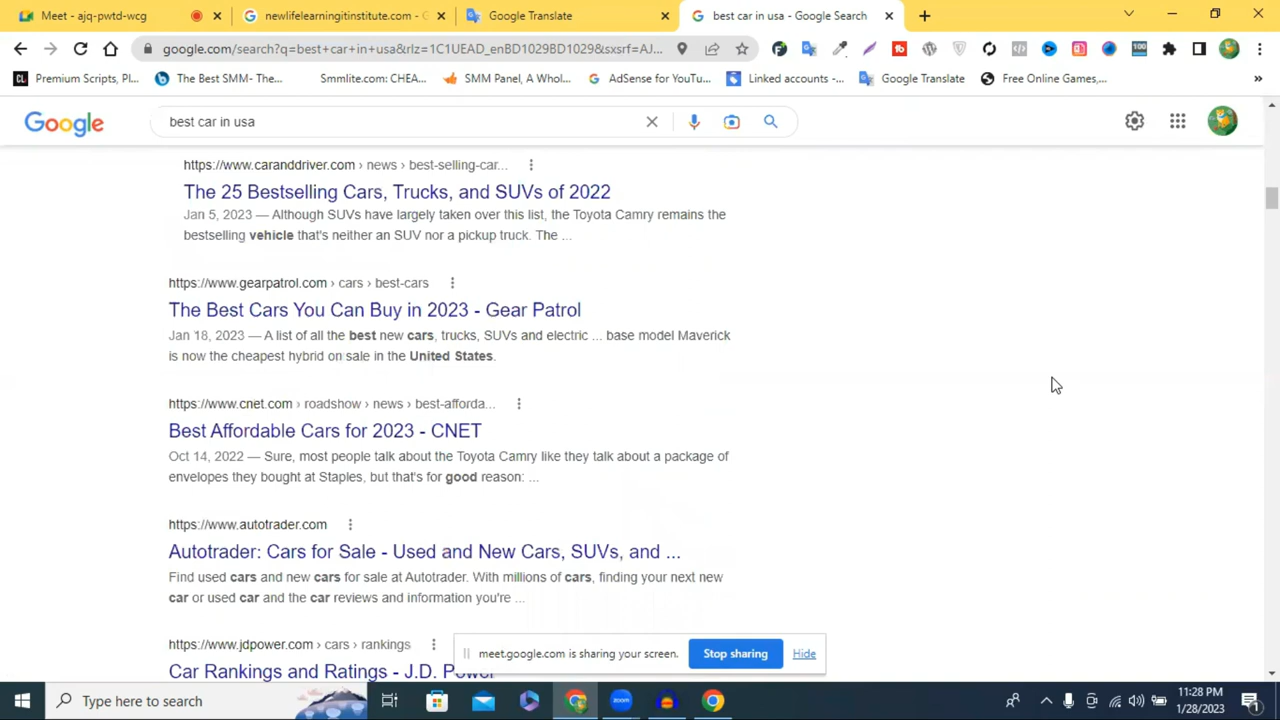 Meet - ajq-pwtd-wcg
newlifelearningitinstitute.com - G
Google Translate
best car in usa - Google Search
google.com/search?q=best+car+in+usa&rlz=1C1UEAD_enBD1029BD1029&sxsrf=AJ...
100
CL Premium Scripts, Pl...
The Best SMM- The...
Smmlite.com: CHEA...
SMM Panel, A Whol...
AdSense for YouTu...
Linked accounts -...
Google Translate
Free Online Games,...
»
Google
best car in usa
https://www.caranddriver.com › news › best-selling-car...
The 25 Bestselling Cars, Trucks, and SUVs of 2022
Jan 5, 2023 — Although SUVs have largely taken over this list, the Toyota Camry remains the
bestselling vehicle that's neither an SUV nor a pickup truck. The ...
https://www.gearpatrol.com › cars › best-cars
The Best Cars You Can Buy in 2023 - Gear Patrol
Jan 18, 2023 — A list of all the best new cars, trucks, SUVs and electric ... base model Maverick
is now the cheapest hybrid on sale in the United States.
https://www.cnet.com › roadshow › news › best-afforda...
Best Affordable Cars for 2023 - CNET
Oct 14, 2022 — Sure, most people talk about the Toyota Camry like they talk about a package of
envelopes they bought at Staples, but that's for good reason: ...
https://www.autotrader.com
Autotrader: Cars for Sale - Used and New Cars, SUVs, and ...
Find used cars and new cars for sale at Autotrader. With millions of cars, finding your next new
car or used car and the car reviews and information you're ...
https://www.jdpower.com › cars › rankings
Car Rankings and Ratings - J.D. Power
meet.google.com is sharing your screen.
Stop sharing
Hide
Type here to search
zoom
11:28 PM
1/28/2023
1